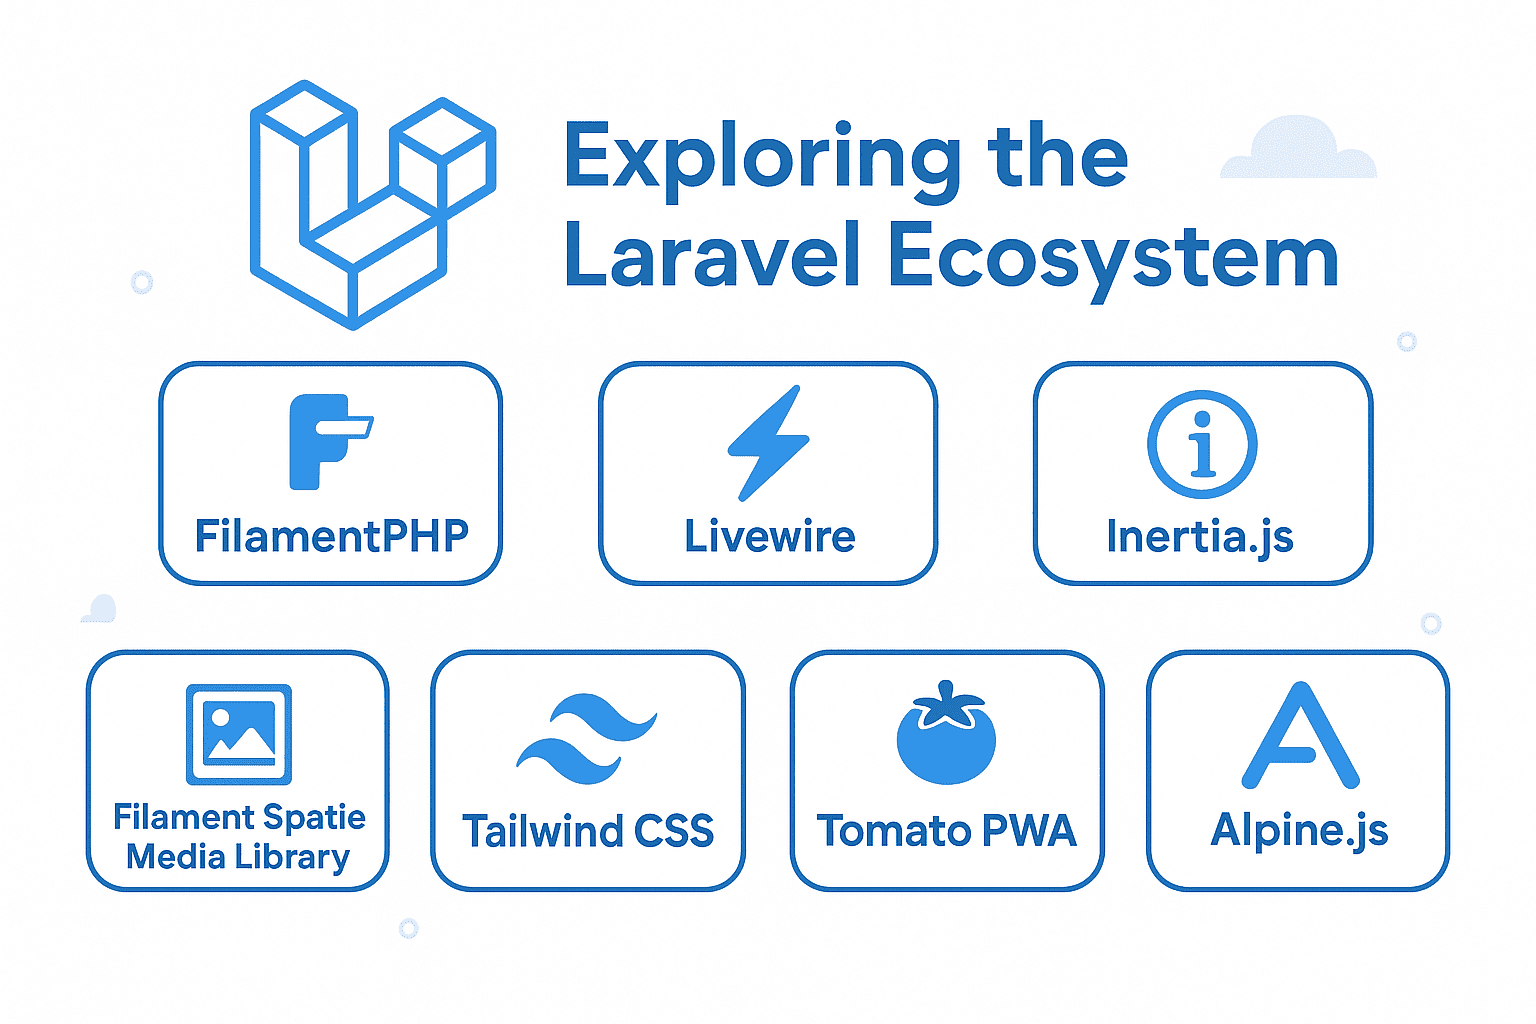 Exploring the
Laravel Ecosystem
FilamentPHP
Livewire
Inertia.js
Filament Spatie
Media Library
Tailwind CSS
Tomato PWA
Alpine.js